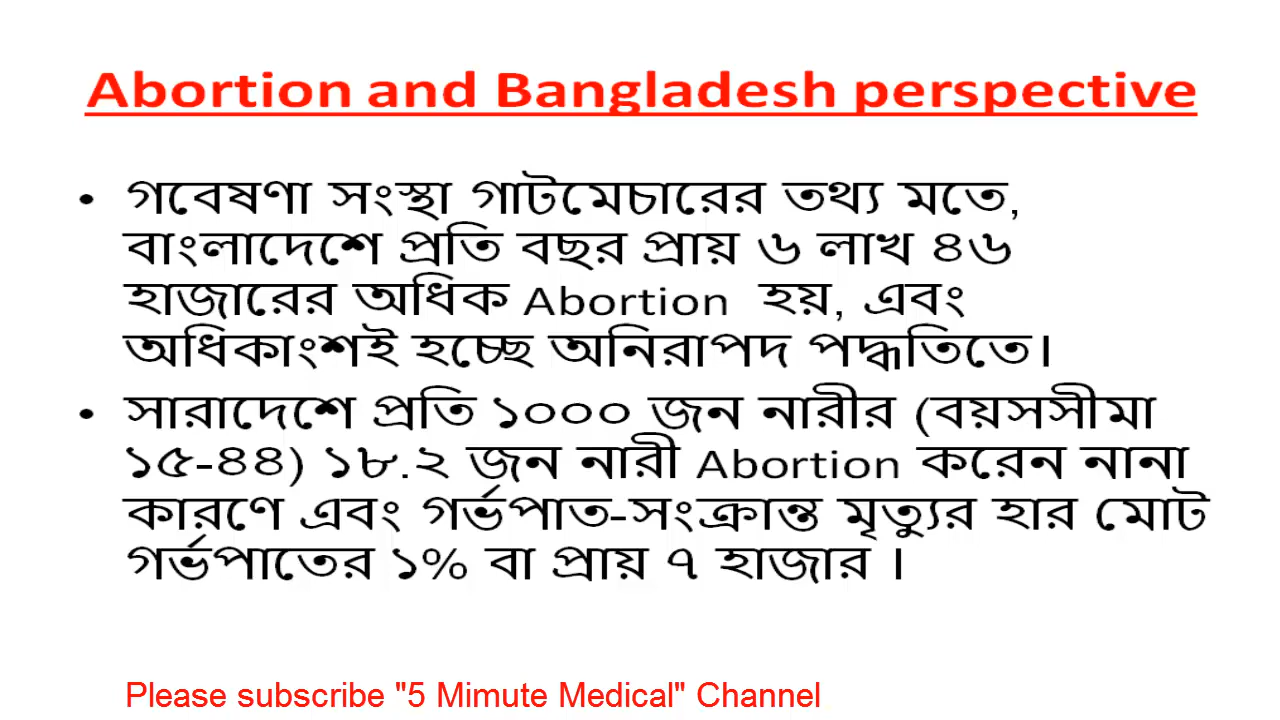 Abortion and Bangladesh perspective
• গবেষণা সংস্থা গাটমেচারের তথ্য মতে,
বাংলাদেশে প্রতি বছর প্রায় ৬ লাখ ৪৬
হাজারের অধিক Abortion হয়, এবং
অধিকাংশই হচ্ছে অনিরাপদ পদ্ধতিতে।
• সারাদেশে প্রতি ১০০০ জন নারীর (বয়সসীমা
১৫-৪৪) ১৮.২ জন নারী Abortion করেন নানা
কারণে এবং গর্ভপাত-সংক্রান্ত মৃত্যুর হার মোট
গর্ভপাতের ১% বা প্রায় ৭ হাজার ।
Please subscribe "5 Mimute Medical" Channel